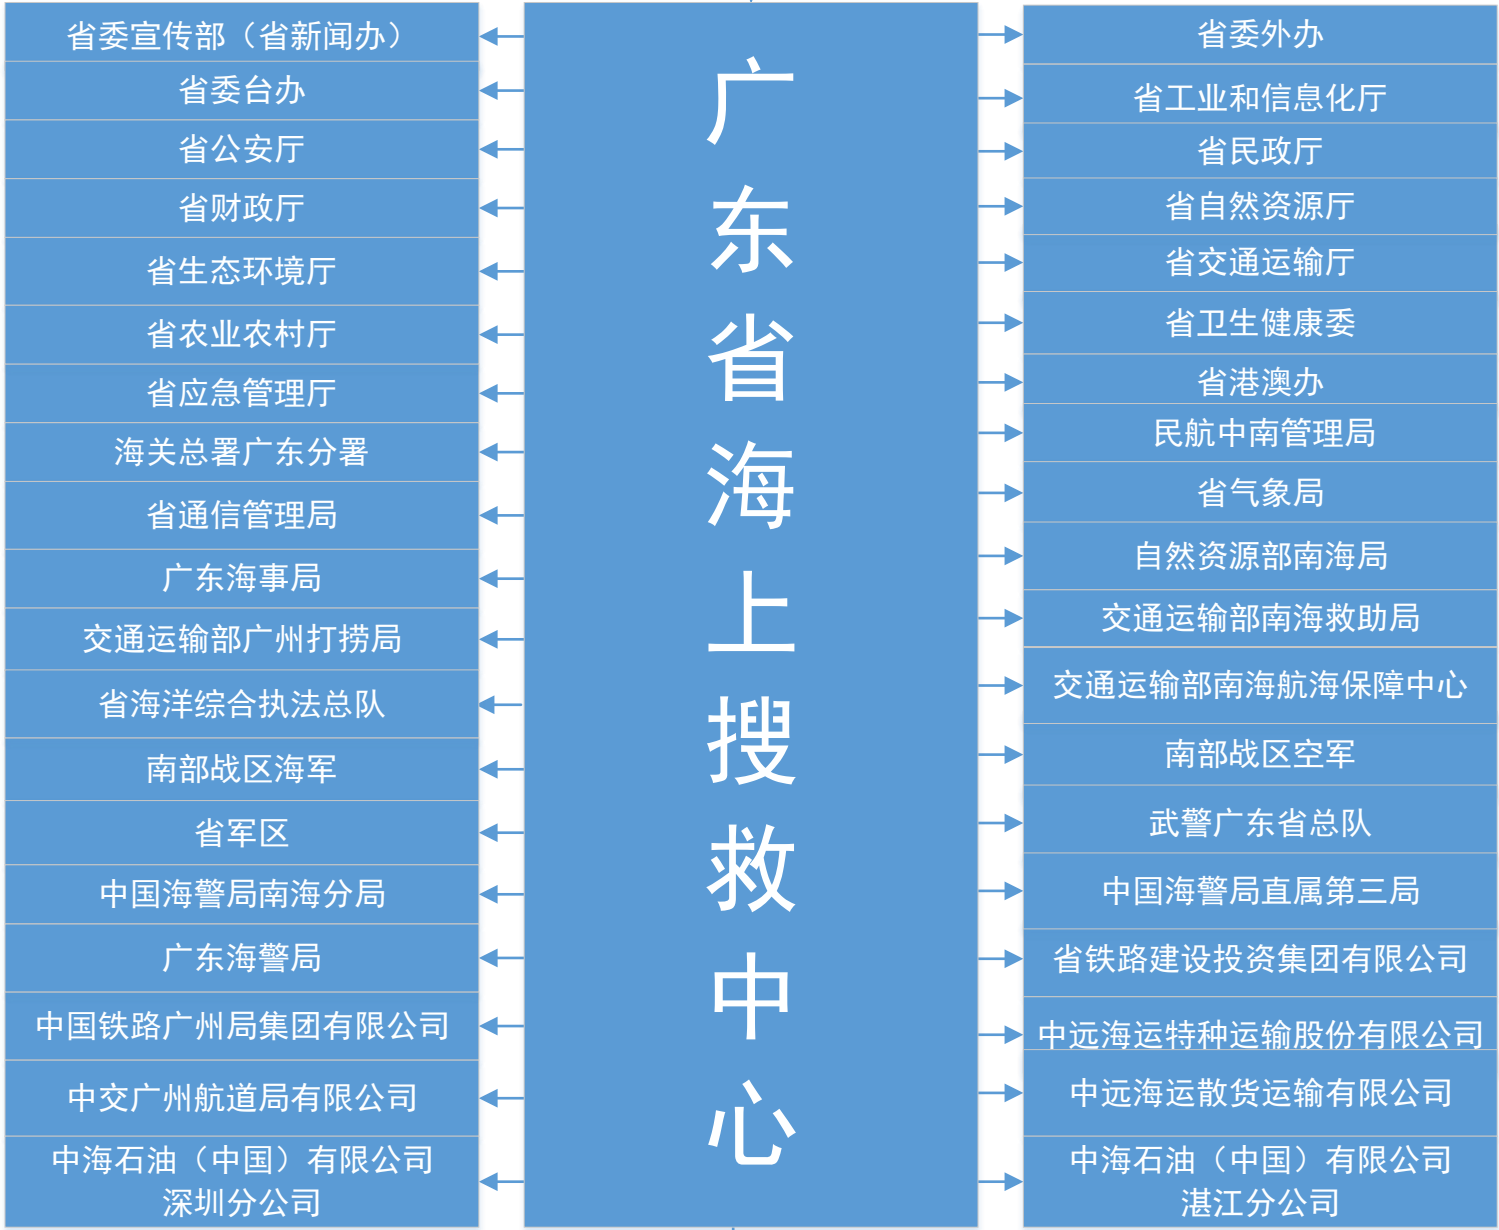 省委宣传部（省新闻办）
省委台办
省公安厅
省财政厅
省生态环境厅
省农业农村厅
省应急管理厅
海关总署广东分署
省通信管理局
广东海事局
交通运输部广州打捞局
省海洋综合执法总队
南部战区海军
省军区
中国海警局南海分局
广东海警局
中国铁路广州局集团有限公司
中交广州航道局有限公司
中海石油（中国）有限公司
深圳分公司
广东省海上搜救中心
省委外办
省工业和信息化厅
省民政厅
省自然资源厅
省交通运输厅
省卫生健康委
省港澳办
民航中南管理局
省气象局
自然资源部南海局
交通运输部南海救助局
交通运输部南海航海保障中心
南部战区空军
武警广东省总队
中国海警局直属第三局
省铁路建设投资集团有限公司
中远海运特种运输股份有限公司
中远海运散货运输有限公司
中海石油（中国）有限公司
湛江分公司